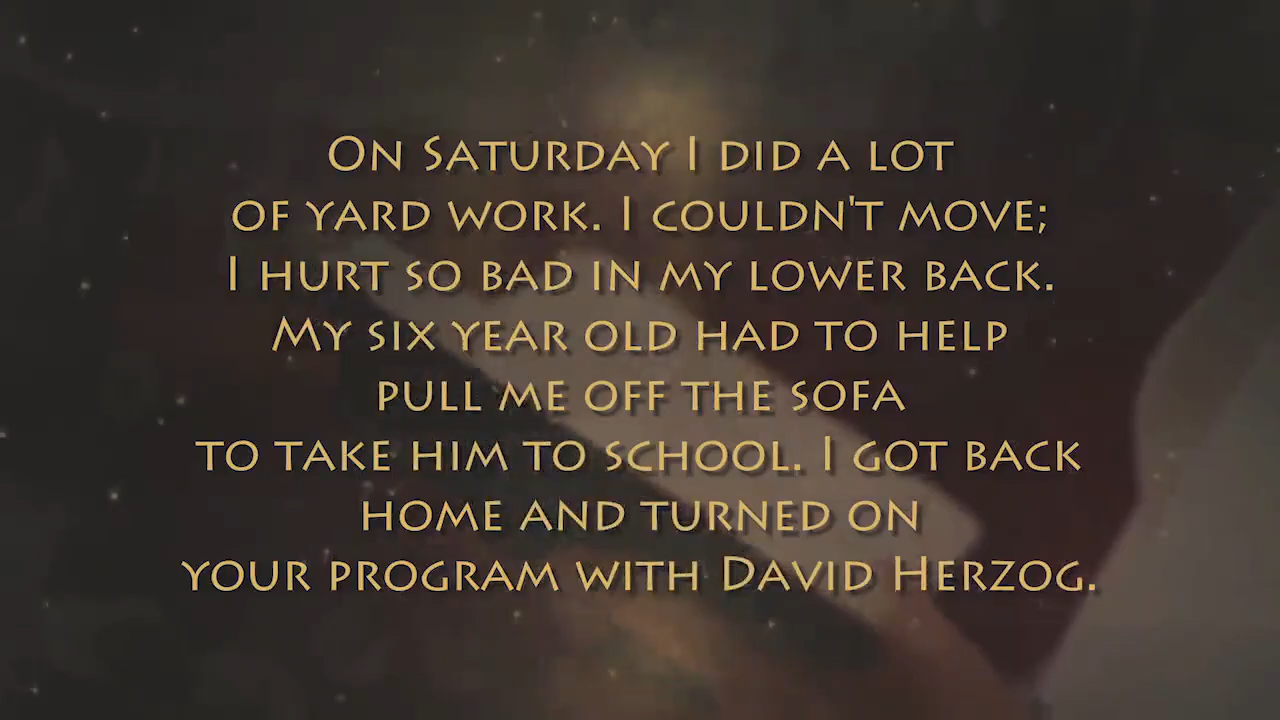 On Saturday I did a lot
of yard work. I couldn't move;
I hurt so bad in my lower back.
My six year old had to help
pull me off the sofa
to take him to school. I got back
home and turned on
your program with David Herzog.